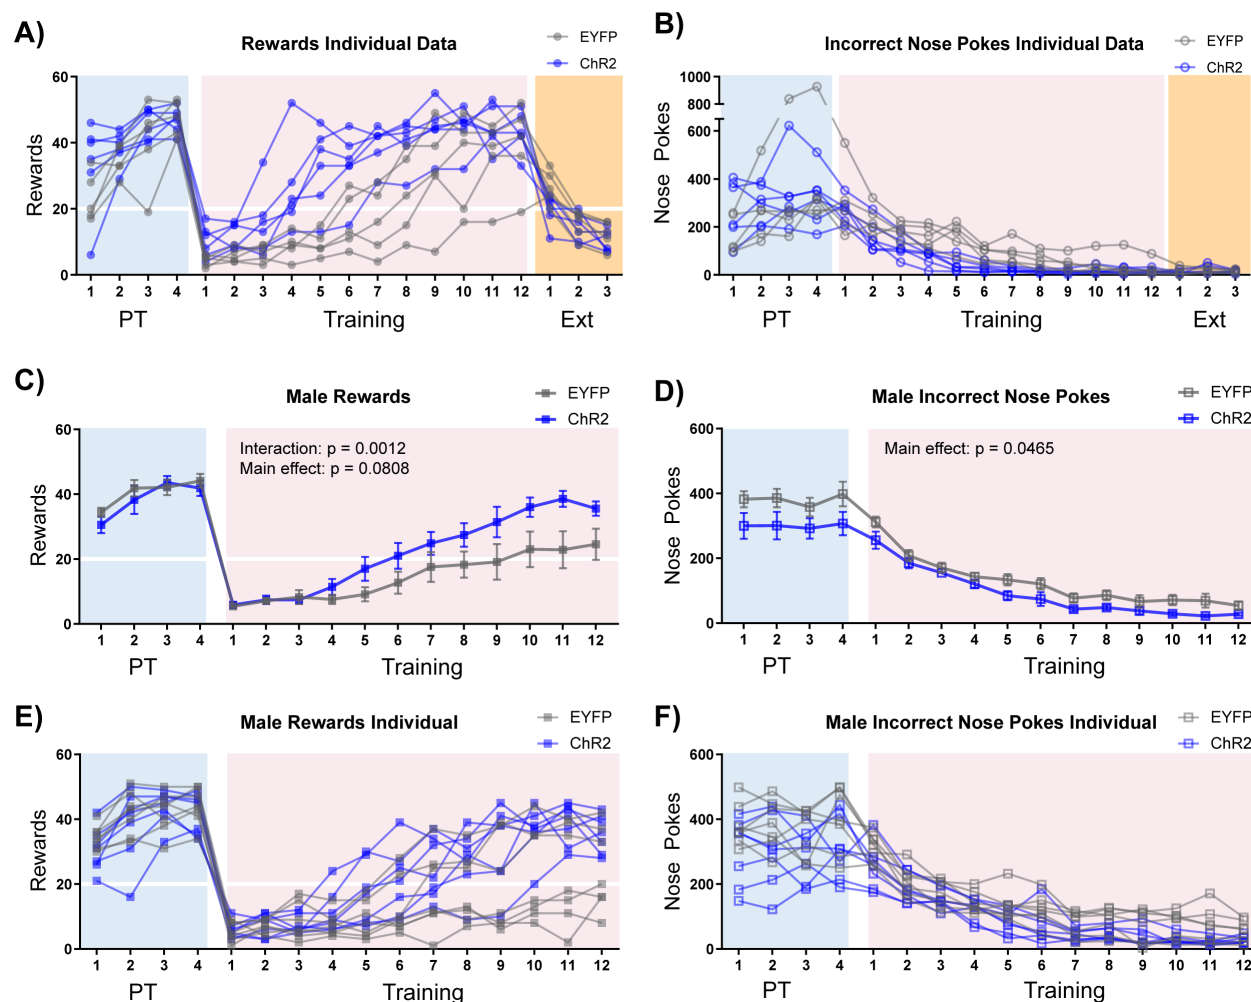 A)
Rewards Individual Data
EYFP
ChR2
60
40
20
0
Rewards
1 2 3 4 1 2 3 4 5 6 7 8 9 10 11 12 1 2 3
PT Training Ext
B)
Incorrect Nose Pokes Individual Data
EYFP
ChR2
1000
800
600
400
200
0
Nose Pokes
1 2 3 4 1 2 3 4 5 6 7 8 9 10 11 12 1 2 3
PT Training Ext
C)
Male Rewards
EYFP
ChR2
Interaction: p = 0.0012
Main effect: p = 0.0808
60
40
20
0
Rewards
1 2 3 4 1 2 3 4 5 6 7 8 9 10 11 12
PT Training
D)
Male Incorrect Nose Pokes
EYFP
ChR2
Main effect: p = 0.0465
600
400
200
0
Nose Pokes
1 2 3 4 1 2 3 4 5 6 7 8 9 10 11 12
PT Training
E)
Male Rewards Individual
EYFP
ChR2
60
40
20
0
Rewards
1 2 3 4 1 2 3 4 5 6 7 8 9 10 11 12
PT Training
F)
Male Incorrect Nose Pokes Individual
EYFP
ChR2
600
400
200
0
Nose Pokes
1 2 3 4 1 2 3 4 5 6 7 8 9 10 11 12
PT Training